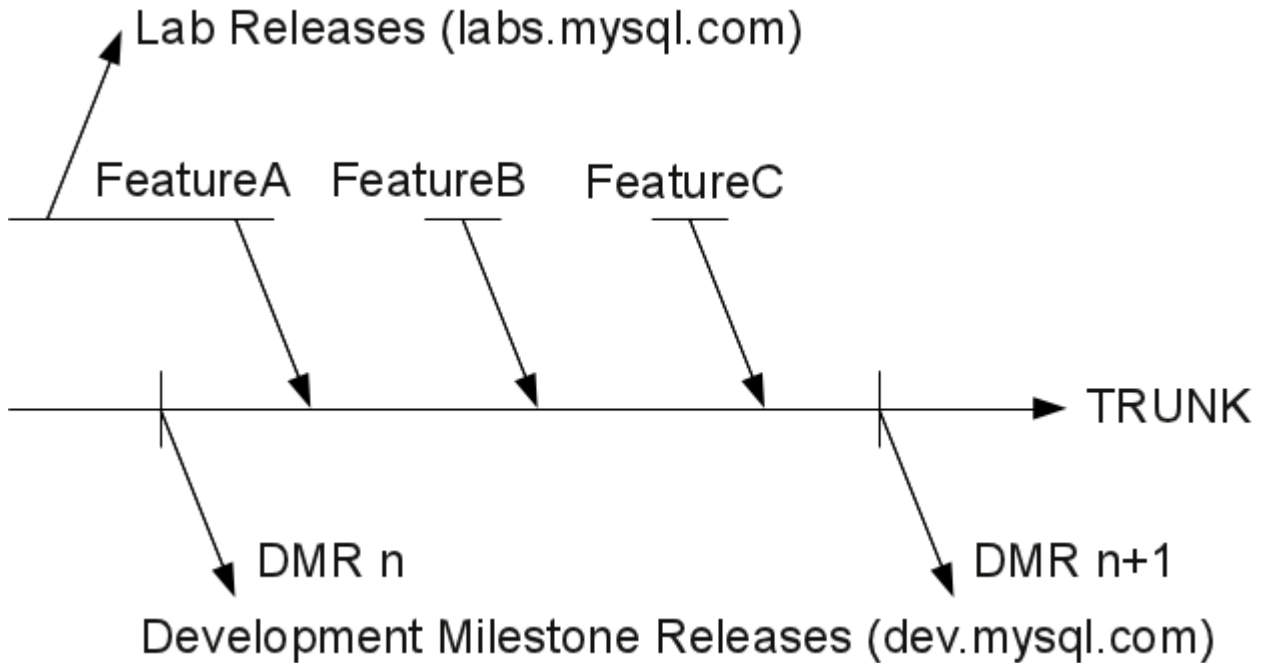 Lab Releases (labs.mysql.com)
FeatureA FeatureB FeatureC
TRUNK
DMR n DMR n+1
Development Milestone Releases (dev.mysql.com)